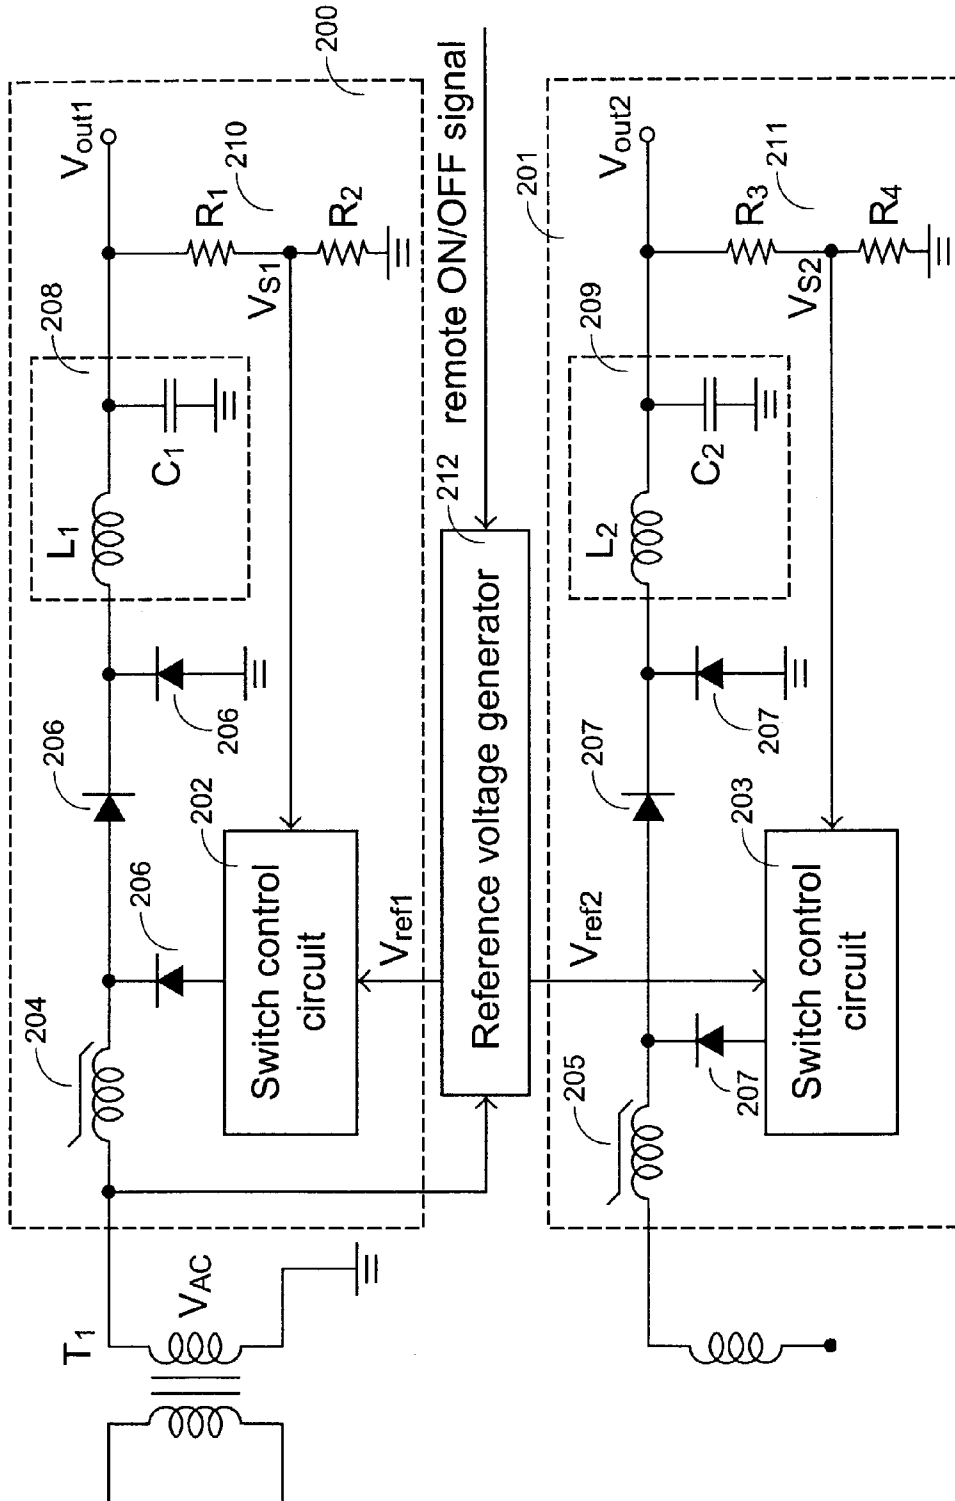 T1
VAC
204
206
206
L1
208
C1
Vout1
200
R1
210
R2
VS1
206
202
Switch control
circuit
Vref1
Reference voltage generator
212
remote ON/OFF signal
Vref2
205
207
207
207
L2
209
C2
Vout2
201
R3
211
R4
VS2
203
Switch control
circuit